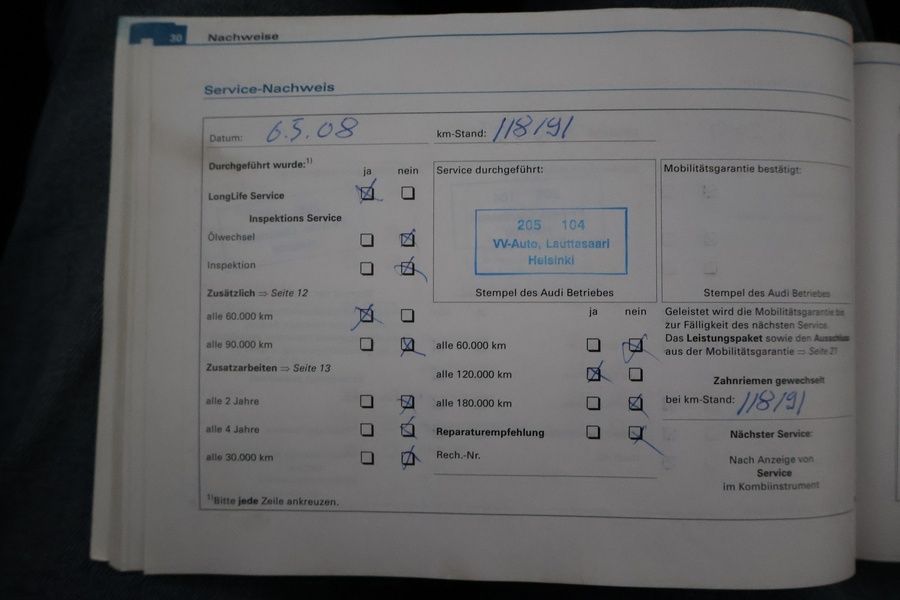 30 Nachweise
Service-Nachweis
Datum: 6.5.08 km-Stand: 118191
Durchgeführt wurde:1)
ja nein
LongLife Service
Inspektions Service
Ölwechsel
Inspektion
Zusätzlich ⇒ Seite 12
alle 60.000 km
alle 90.000 km
Zusatzarbeiten ⇒ Seite 13
alle 2 Jahre
alle 4 Jahre
alle 30.000 km
1)Bitte jede Zeile ankreuzen.
Service durchgeführt:
205 104
VV-Auto, Lauttasaari
Helsinki
Stempel des Audi Betriebes
ja nein
alle 60.000 km
alle 120.000 km
alle 180.000 km
Reparaturempfehlung
Rech.-Nr.
Mobilitätsgarantie bestätigt:
Stempel des Audi Betriebes
Geleistet wird die Mobilitätsgarantie bis
zur Fälligkeit des nächsten Service.
Das Leistungspaket sowie den Ausschluss
aus der Mobilitätsgarantie ⇒ Seite 21
Zahnriemen gewechselt
bei km-Stand: 118191
Nächster Service:
Nach Anzeige von
Service
im Kombiinstrument